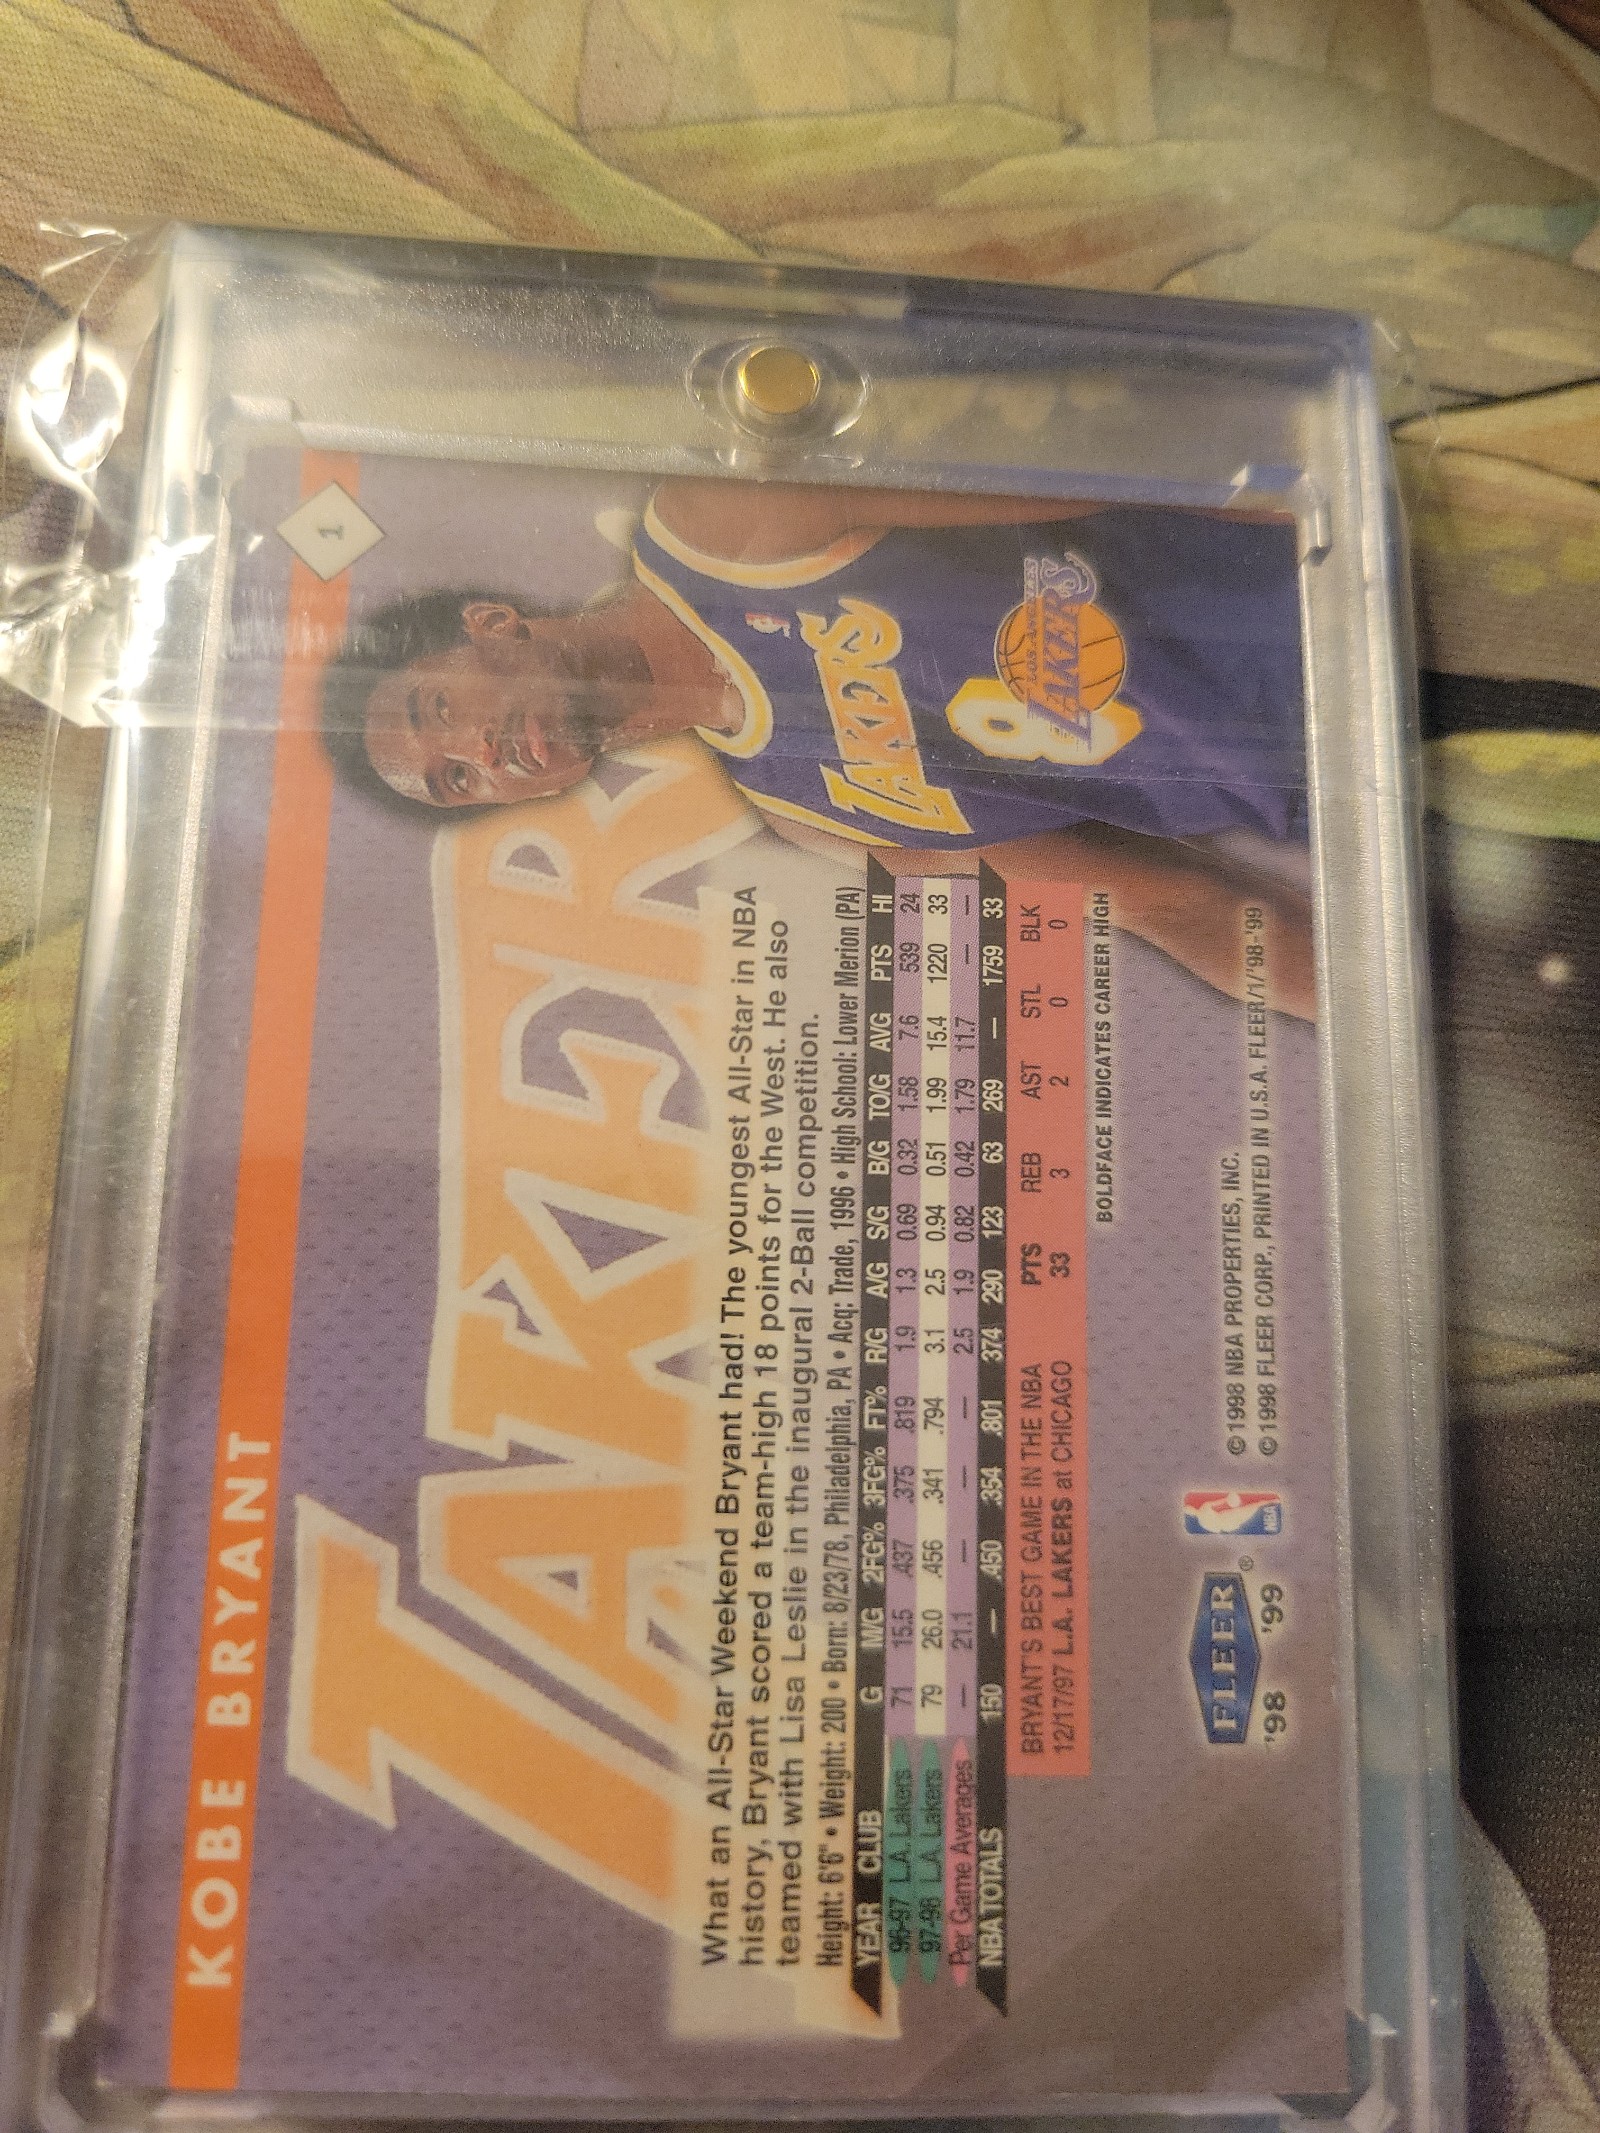 KOBE BRYANT
1
LAKER
LAKERS
8
LOS ANGELES
LAKERS
What an All-Star Weekend Bryant had! The youngest All-Star in NBA
history, Bryant scored a team-high 18 points for the West. He also
teamed with Lisa Leslie in the inaugural 2-Ball competition.
Height: 6'6" • Weight: 200 • Born: 8/23/78, Philadelphia, PA • Acq: Trade, 1996 • High School: Lower Merion (PA)
YEAR CLUB G M/G 2FG% 3FG% FT% R/G A/G S/G B/G TO/G AVG PTS HI
96-97 L.A. Lakers 71 15.5 .437 .375 .819 1.9 1.3 0.69 0.32 1.58 7.6 539 24
97-98 L.A. Lakers 79 26.0 .456 .341 .794 3.1 2.5 0.94 0.51 1.99 15.4 1220 33
Per Game Averages — 21.1 — — — 2.5 1.9 0.82 0.42 1.79 11.7 — —
NBA TOTALS 150 — .450 .354 .801 374 290 123 63 269 — 1759 33
BRYANT'S BEST GAME IN THE NBA PTS REB AST STL BLK
12/17/97 L.A. LAKERS at CHICAGO 33 3 2 0 0
BOLDFACE INDICATES CAREER HIGH
FLEER®
'98 '99
NBA
©1998 NBA PROPERTIES, INC.
©1998 FLEER CORP., PRINTED IN U.S.A. FLEER/1/'98-'99